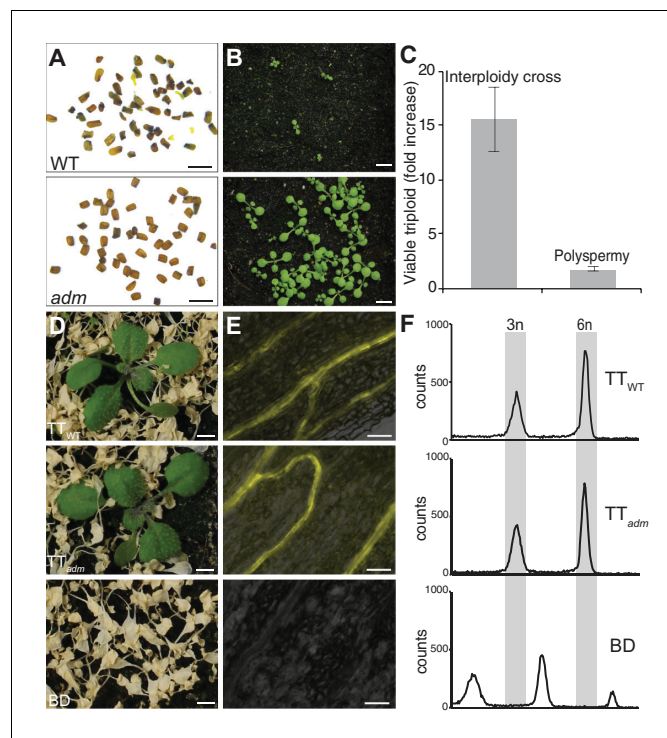 A
B
C
WT
adm
Viable triploid (fold increase)
20
15
10
5
0
Interploidy cross
Polyspermy
D
E
F
TTWT
TTadm
BD
3n
6n
counts
1000
500
0
TTWT
counts
1000
500
0
TTadm
counts
1000
500
0
BD